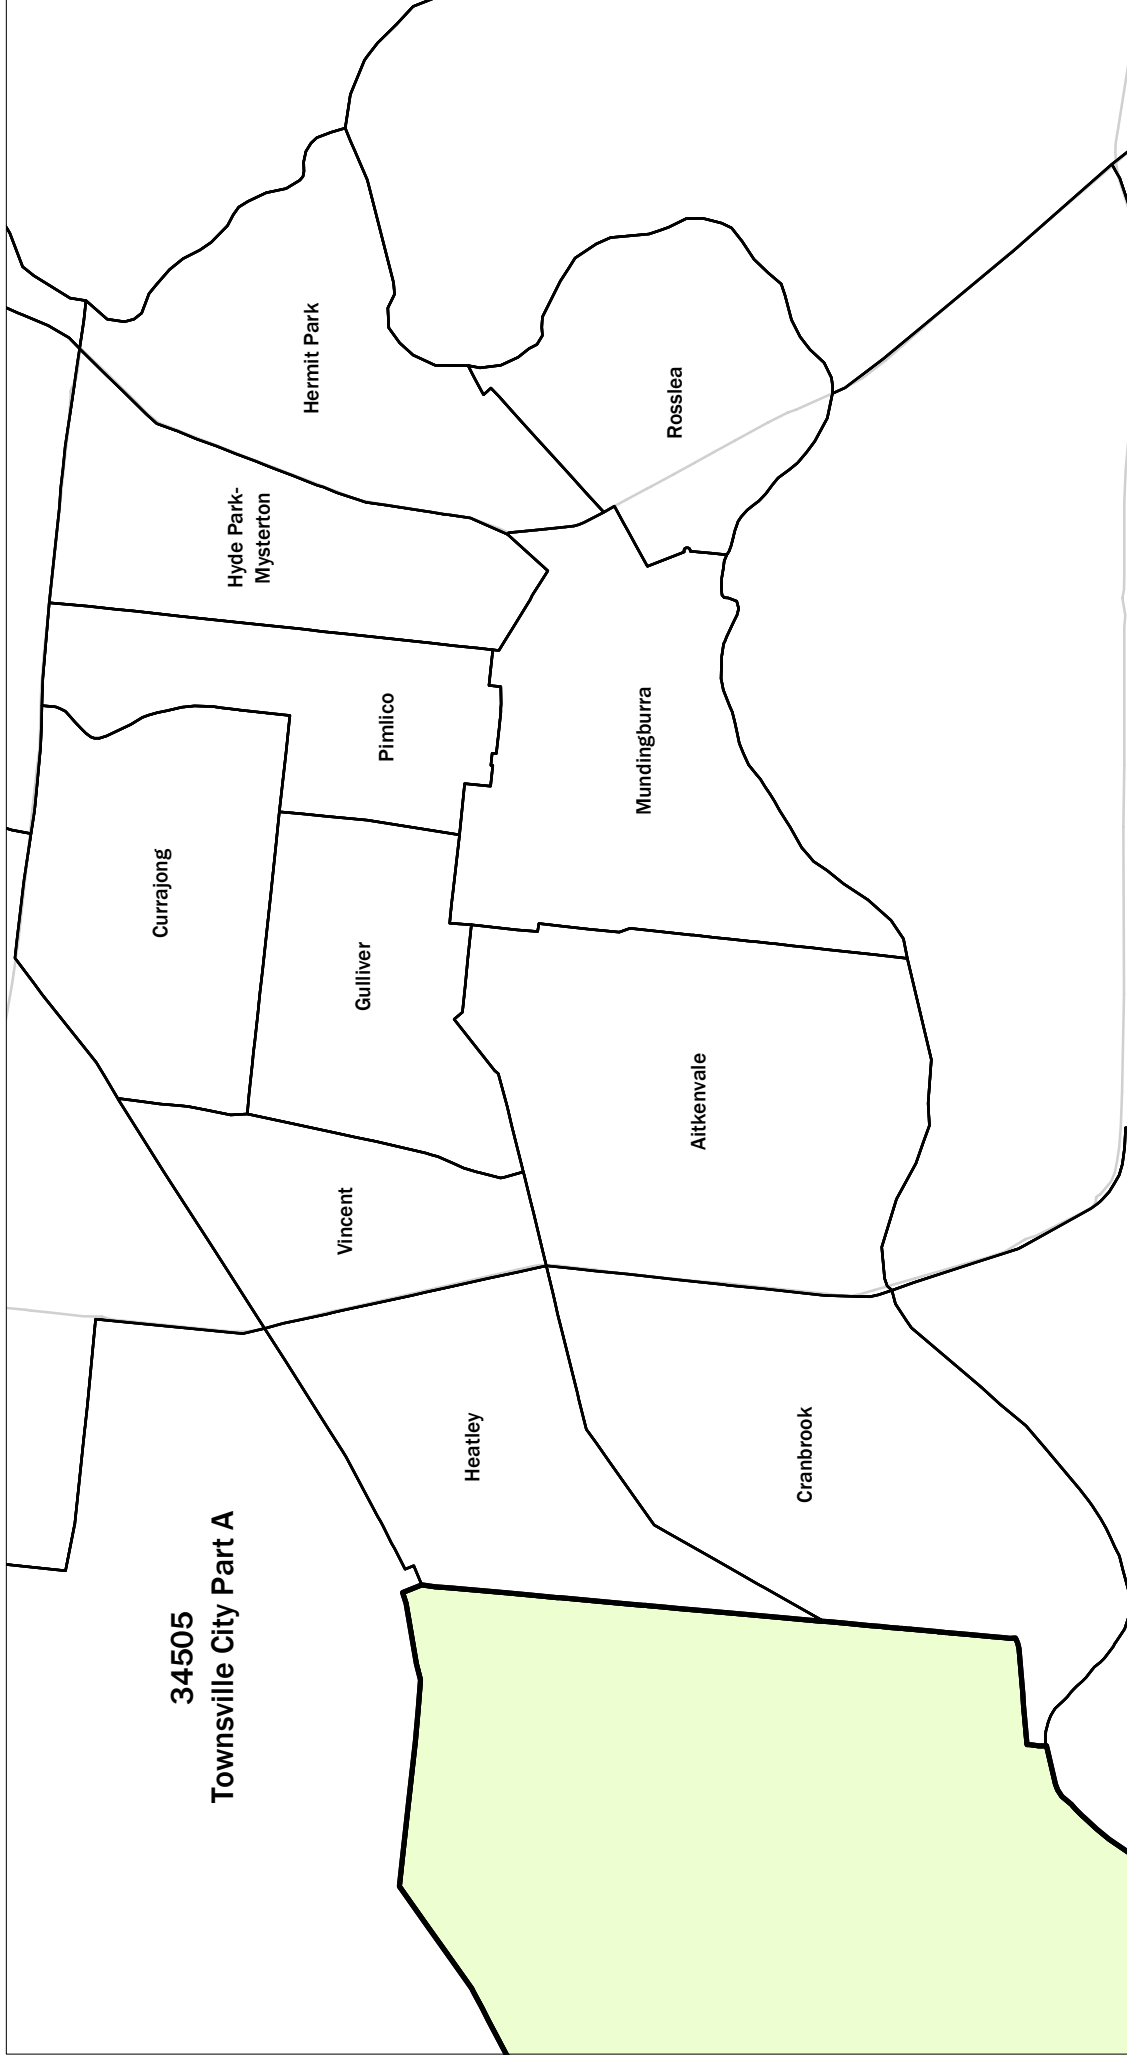 34505
Townsville City Part A
Currajong
Hyde Park-
Mysterton
Hermit Park
Vincent
Gulliver
Pimlico
Heatley
Mundingburra
Rosslea
Aitkenvale
Cranbrook